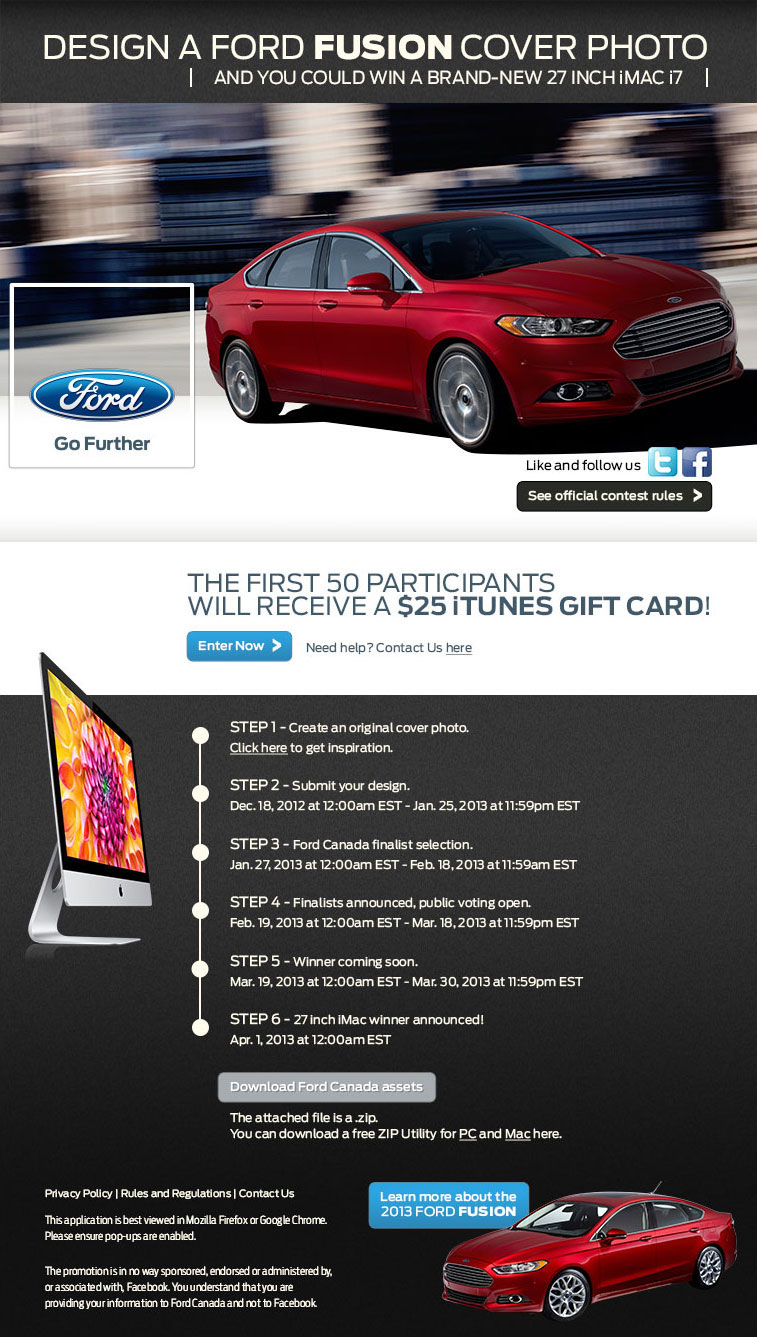 DESIGN A FORD FUSION COVER PHOTO
AND YOU COULD WIN A BRAND-NEW 27 INCH iMAC i7
Ford
Go Further
Like and follow us
See official contest rules >
THE FIRST 50 PARTICIPANTS
WILL RECEIVE A $25 iTUNES GIFT CARD!
Enter Now >
Need help? Contact Us here
STEP 1 - Create an original cover photo.
Click here to get inspiration.
STEP 2 - Submit your design.
Dec. 18, 2012 at 12:00am EST - Jan. 25, 2013 at 11:59pm EST
STEP 3 - Ford Canada finalist selection.
Jan. 27, 2013 at 12:00am EST - Feb. 18, 2013 at 11:59am EST
STEP 4 - Finalists announced, public voting open.
Feb. 19, 2013 at 12:00am EST - Mar. 18, 2013 at 11:59pm EST
STEP 5 - Winner coming soon.
Mar. 19, 2013 at 12:00am EST - Mar. 30, 2013 at 11:59pm EST
STEP 6 - 27 inch iMac winner announced!
Apr. 1, 2013 at 12:00am EST
Download Ford Canada assets
The attached file is a .zip.
You can download a free ZIP Utility for PC and Mac here.
Privacy Policy | Rules and Regulations | Contact Us
This application is best viewed in Mozilla Firefox or Google Chrome.
Please ensure pop-ups are enabled.
The promotion is in no way sponsored, endorsed or administered by,
or associated with, Facebook. You understand that you are
providing your information to Ford Canada and not to Facebook.
Learn more about the
2013 FORD FUSION